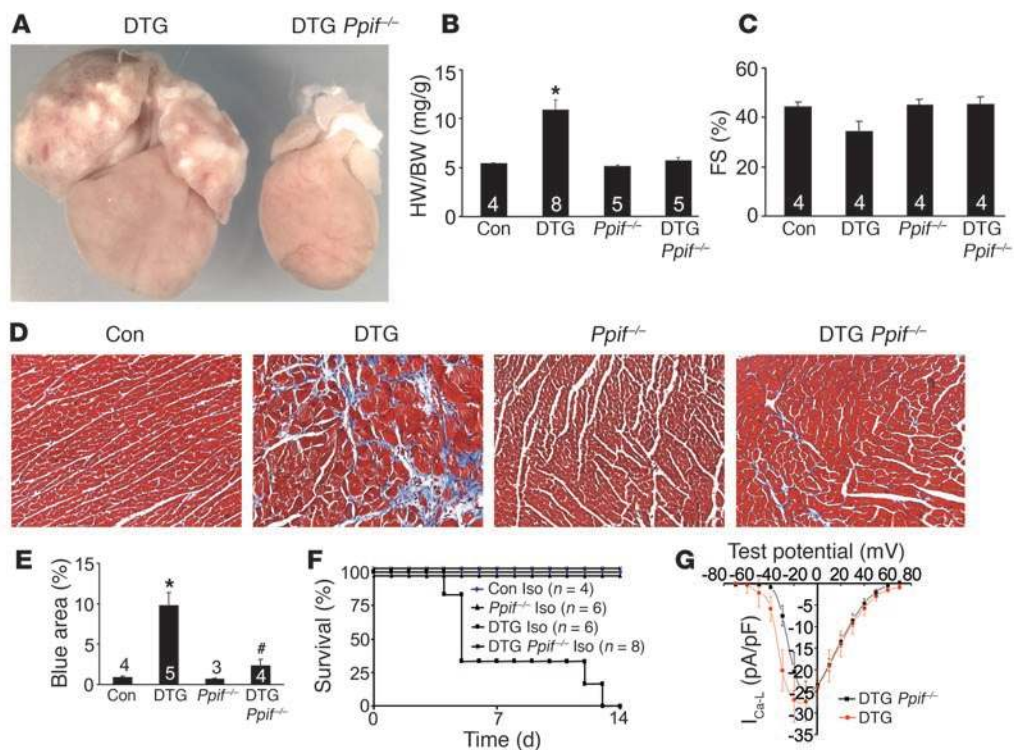 A DTG DTG Ppif–/–
B
HW/BW (mg/g)
15
10
5
0
*
4 8 5 5
Con DTG Ppif–/– DTG
Ppif–/–
C
FS (%)
60
40
20
0
4 4 4 4
Con DTG Ppif–/– DTG
Ppif–/–
D Con DTG Ppif–/– DTG Ppif–/–
E
Blue area (%)
15
10
5
0
* #
4 5 3 4
Con DTG Ppif–/– DTG
Ppif–/–
F
Survival (%)
100
75
50
25
0
Con Iso (n = 4)
Ppif–/– Iso (n = 6)
DTG Iso (n = 6)
DTG Ppif–/– Iso (n = 8)
0 7 14
Time (d)
G
Test potential (mV)
-80 -60 -40 -20 0 20 40 60 80
-5
-10
-15
-20
-25
-30
-35
ICa-L (pA/pF)
DTG Ppif–/–
DTG